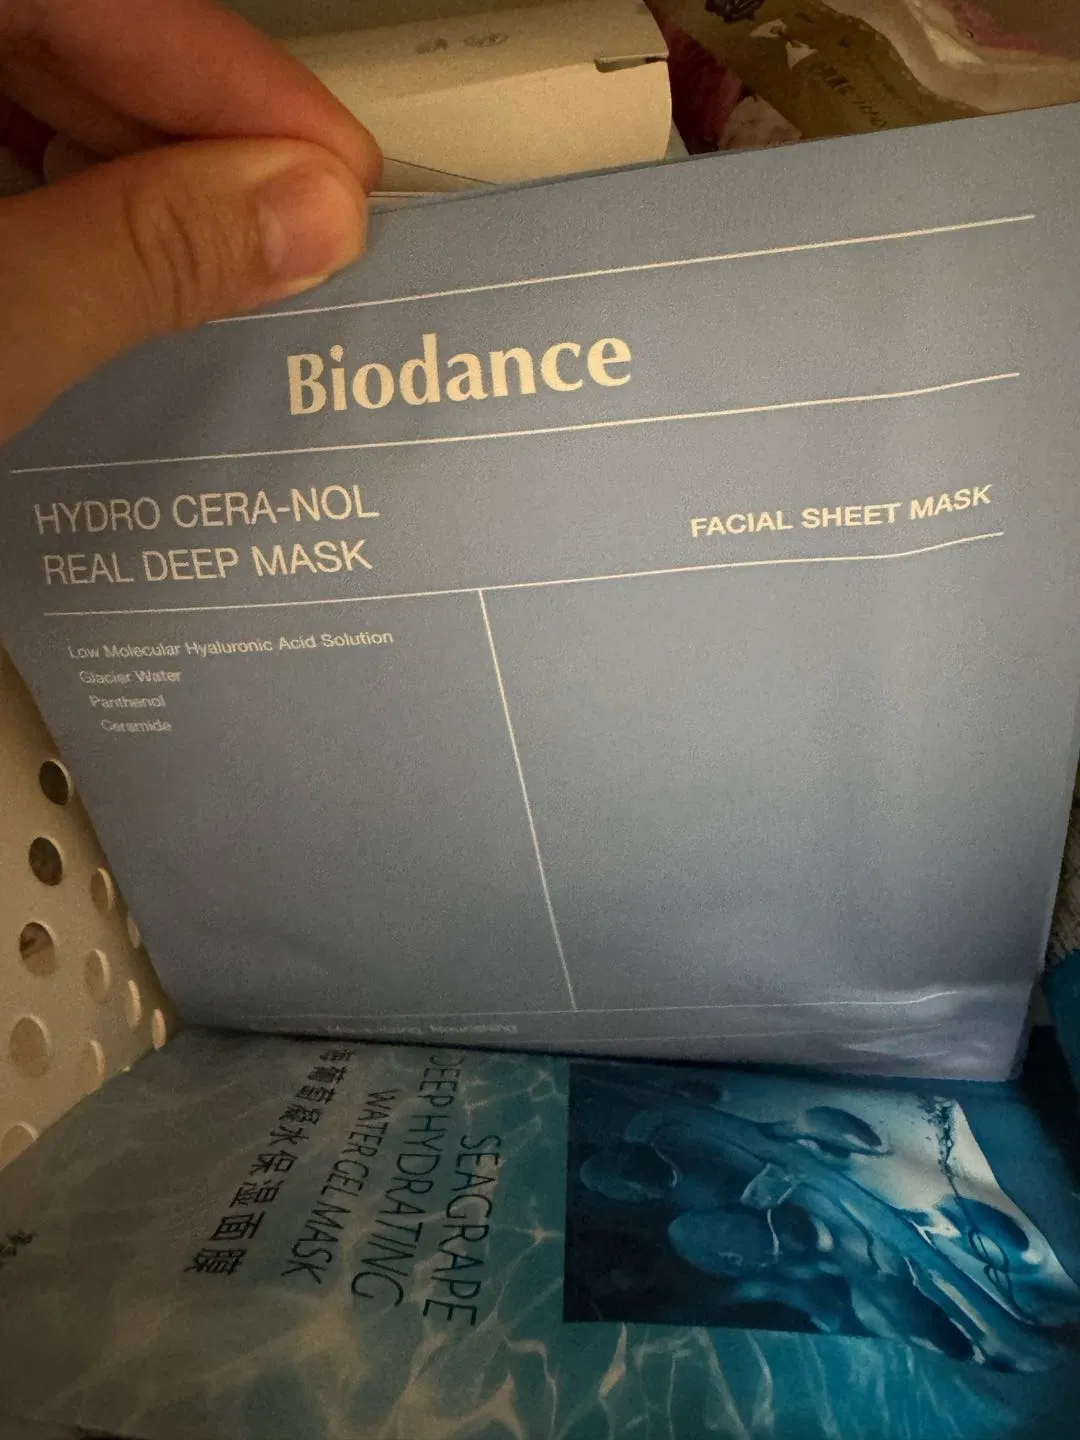 Biodance
HYDRO CERA-NOL
REAL DEEP MASK
FACIAL SHEET MASK
Low Molecular Hyaluronic Acid Solution
Glacier Water
Panthenol
Ceramide
SEAGRAPE
DEEP HYDRATING
WATER GEL MASK
海葡萄凝水保湿面膜